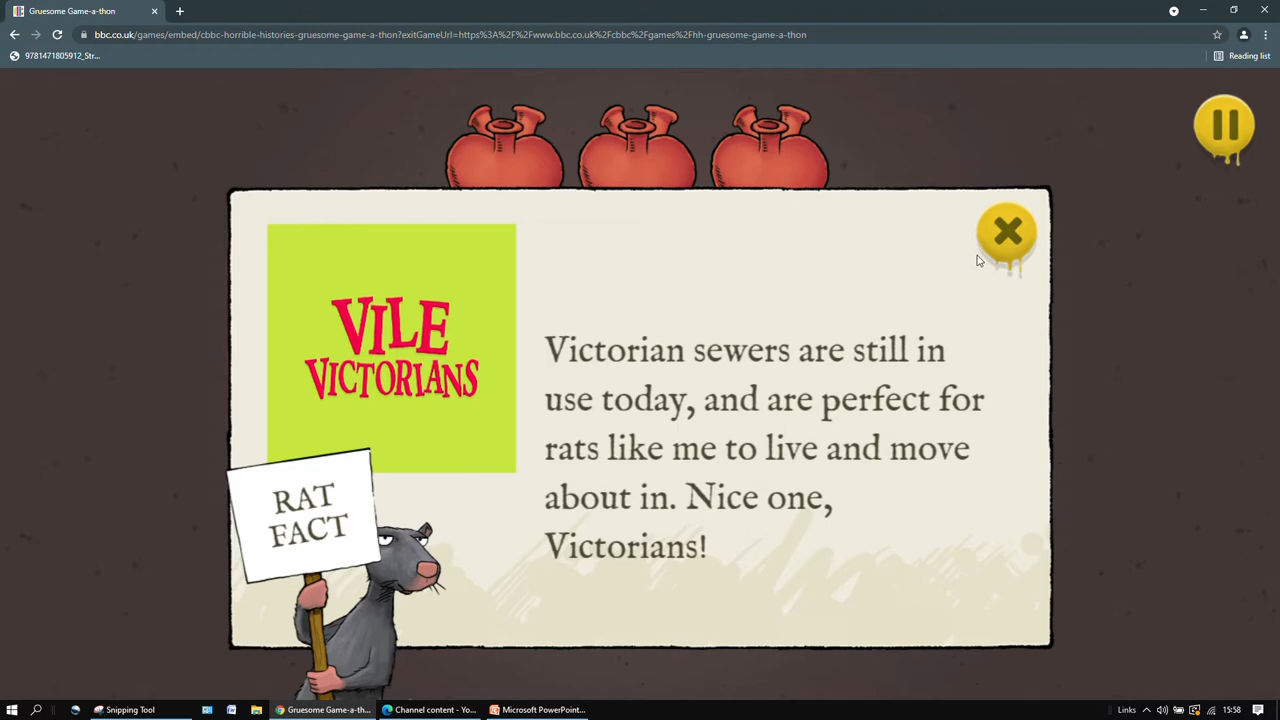 Gruesome Game-a-thon
bbc.co.uk/games/embed/cbbc-horrible-histories-gruesome-game-a-thon?exitGameUrl=https%3A%2F%2Fwww.bbc.co.uk%2Fcbbc%2Fgames%2Fhh-gruesome-game-a-thon
9781471805912_Str...
Reading list
VILE
VICTORIANS
Victorian sewers are still in
use today, and are perfect for
rats like me to live and move
about in. Nice one,
Victorians!
RAT
FACT
Snipping Tool
Gruesome Game-a-th...
Channel content - Yo...
Microsoft PowerPoint...
Links
15:58